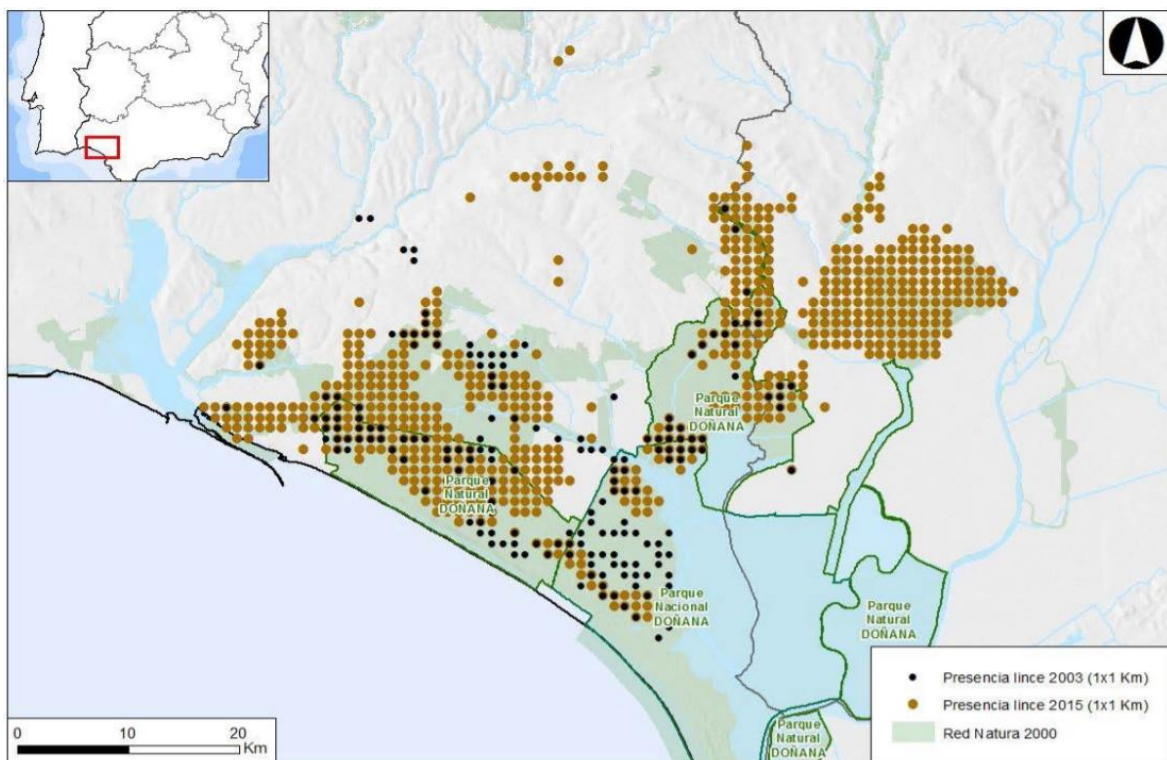 Parque
Natural
DOÑANA
Parque
Natural
DOÑANA
Parque
Nacional
DOÑANA
Parque
Natural
DOÑANA
Parque
Natural
DOÑANA
Presencia lince 2003 (1x1 Km)
Presencia lince 2015 (1x1 Km)
Red Natura 2000
0 10 20
Km